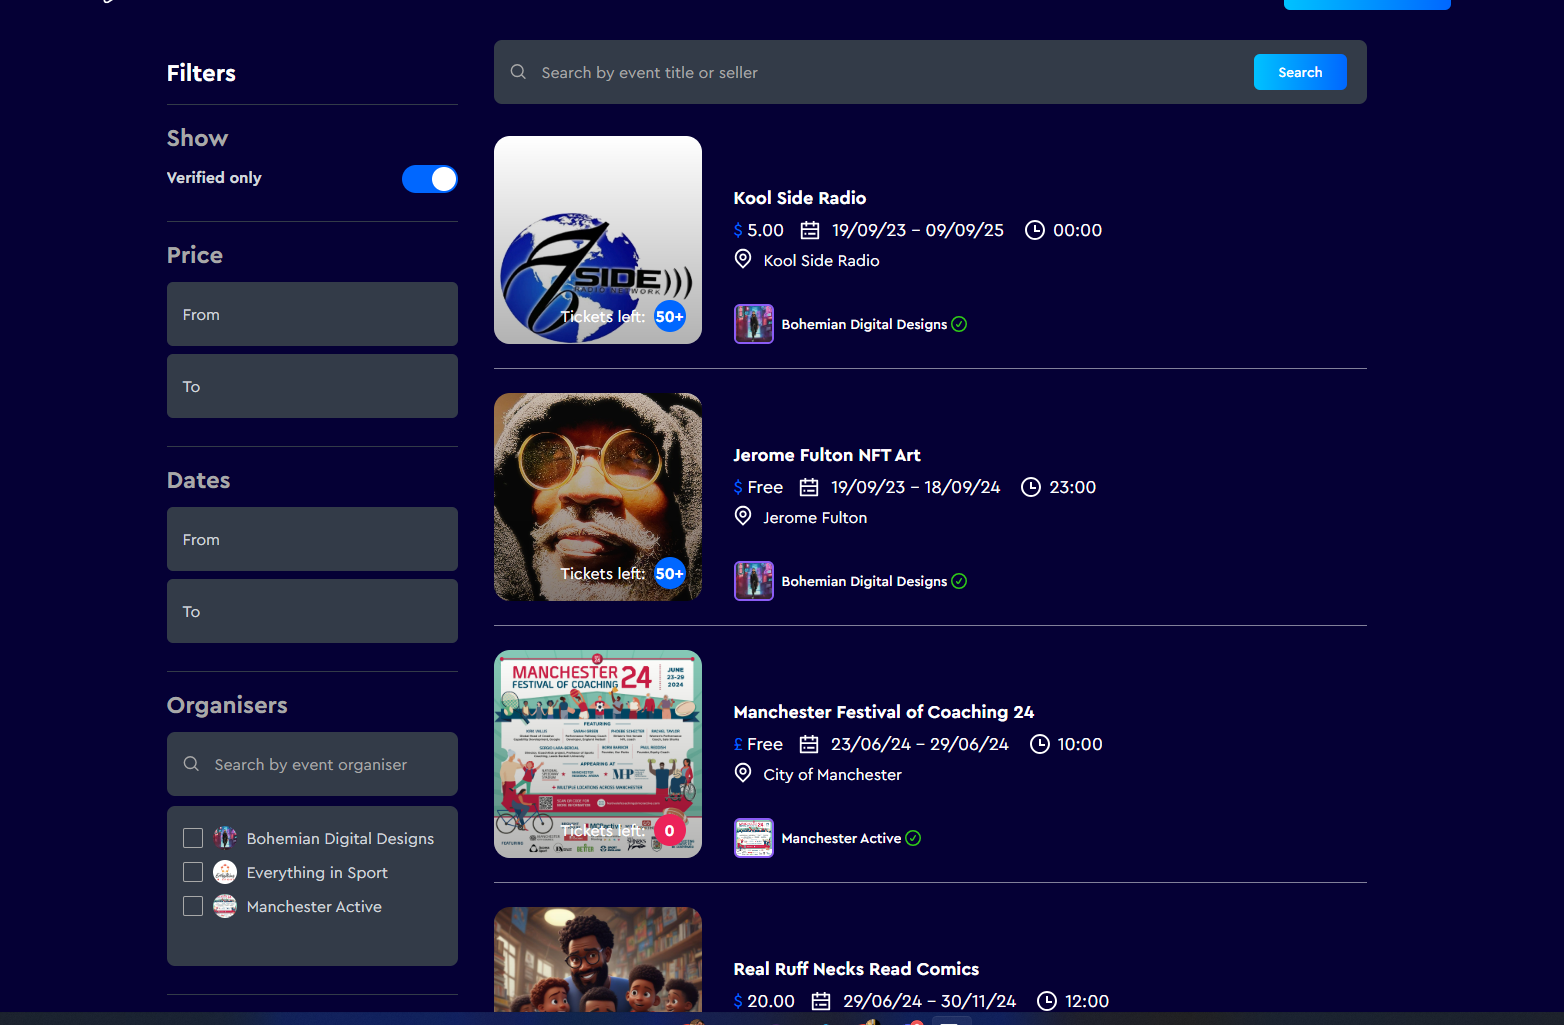 Filters
Show
Verified only
Price
From
To
Dates
From
To
Organisers
Search by event organiser
Bohemian Digital Designs
Everything in Sport
Manchester Active
Search by event title or seller
Search
SIDE
RADIO NETWORK
Tickets left: 50+
Kool Side Radio
$ 5.00 19/09/23 – 09/09/25 00:00
Kool Side Radio
Bohemian Digital Designs
Tickets left: 50+
Jerome Fulton NFT Art
$ Free 19/09/23 – 18/09/24 23:00
Jerome Fulton
Bohemian Digital Designs
MANCHESTER 24
FESTIVAL OF COACHING
JUNE
23-29
2024
FEATURING
APPEARING AT
+ MULTIPLE LOCATIONS ACROSS MANCHESTER
Tickets left: 0
Manchester Festival of Coaching 24
£ Free 23/06/24 – 29/06/24 10:00
City of Manchester
Manchester Active
Real Ruff Necks Read Comics
$ 20.00 29/06/24 – 30/11/24 12:00